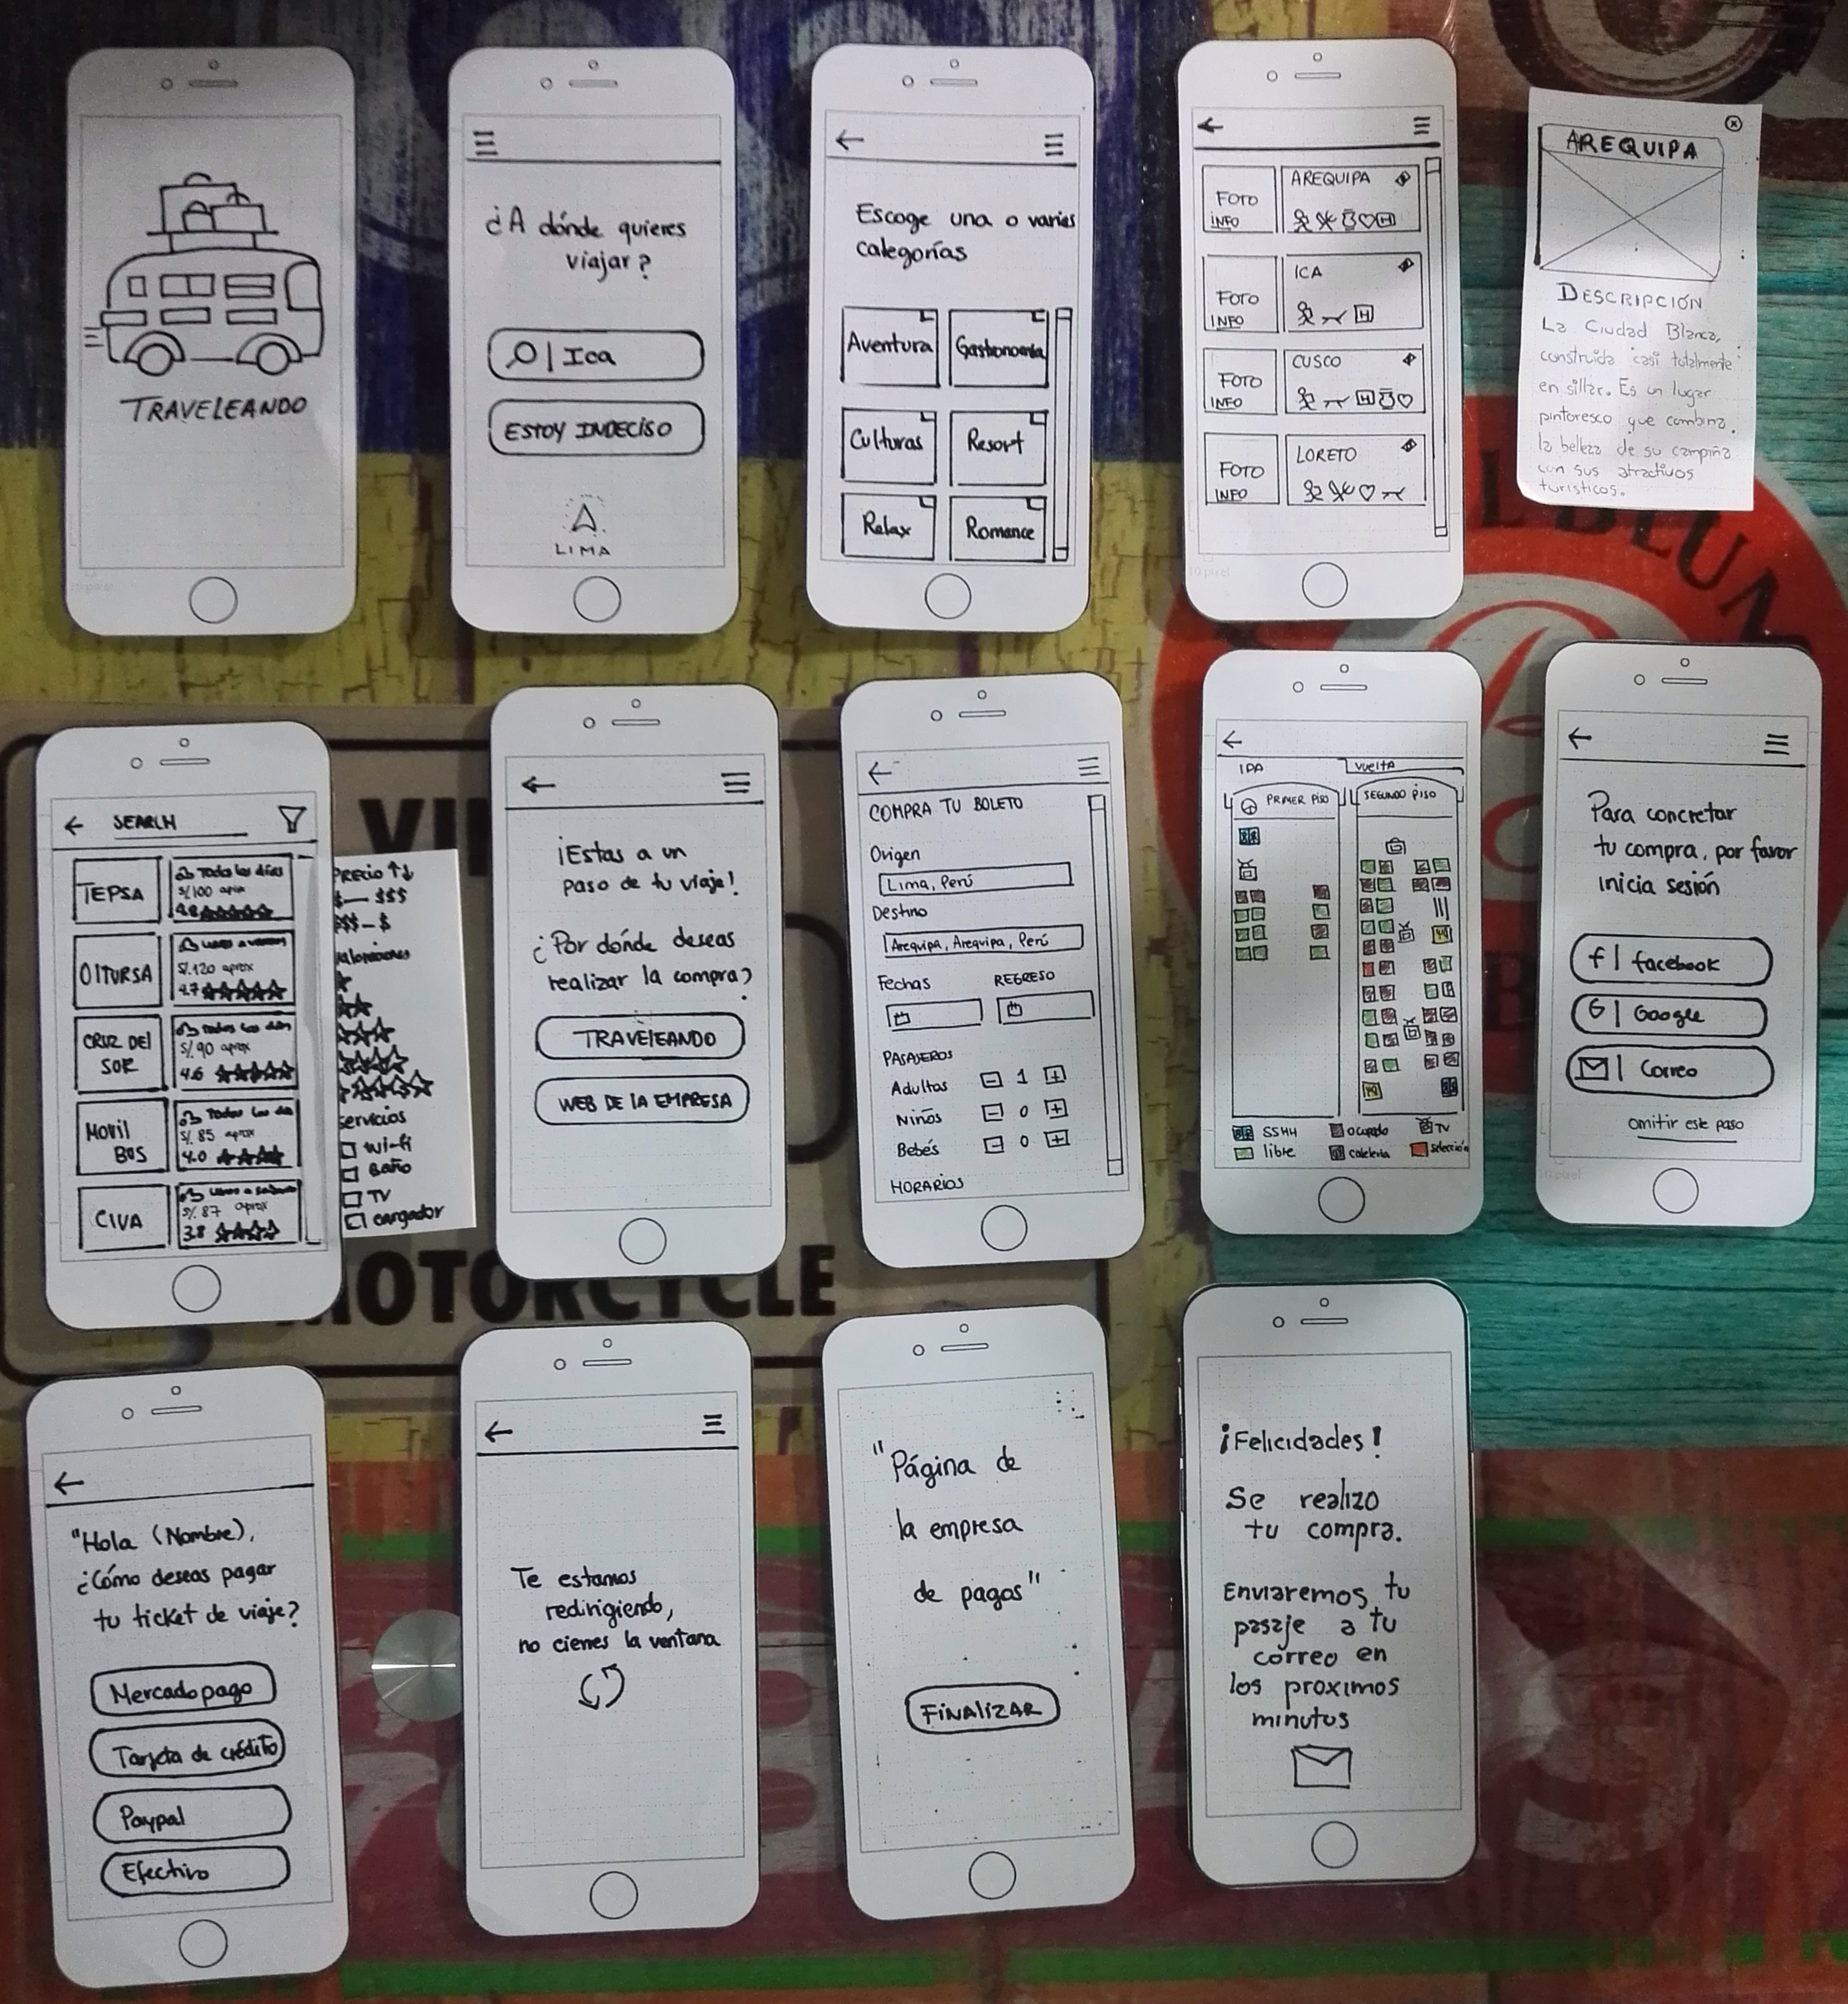 TRAVELEANDO
¿A dónde quieres
viajar?
Ica
ESTOY INDECISO
LIMA
Escoge una o varias
categorías
Aventura
Gastronomía
Culturas
Resort
Relax
Romance
FOTO
INFO
AREQUIPA
FOTO
INFO
ICA
H
FOTO
INFO
CUSCO
H
FOTO
INFO
LORETO
AREQUIPA
DESCRIPCIÓN
La Ciudad Blanca,
construida casi totalmente
en sillar. Es un lugar
pintoresco que combina
la belleza de su campiña
con sus atractivos
turísticos.
SEARCH
TEPSA
Todos los días
S/100 aprox
4.8
OLTURSA
S/.120 aprox
4.7
CRUZ DEL
SUR
Todos los días
S/.90 aprox
4.6
MOVIL
BUS
Todos los
S/. 85 aprox
4.0
CIVA
S/. 87 aprox
3.8
PRECIO ↑↓
$— $$$
$$$—$
servicios
Wi-fi
Baño
TV
cargador
¡Estas a un
paso de tu viaje!
¿Por dónde deseas
realizar la compra?
TRAVELEANDO
WEB DE LA EMPRESA
COMPRA TU BOLETO
Origen
Lima, Perú
Destino
Arequipa, Arequipa, Perú
Fechas
REGRESO
PASAJEROS
Adultos - 1 +
Niños - 0 +
Bebés - 0 +
HORARIOS
IDA
VUELTA
PRIMER PISO
SEGUNDO PISO
SSHH
ocupado
TV
libre
cafeteria
selección
Para concretar
tu compra, por favor
inicia sesión
f | facebook
G | Google
Correo
omitir este paso
"Hola (Nombre),
¿Cómo deseas pagar
tu ticket de viaje?
Mercadopago
Tarjeta de crédito
Paypal
Efectivo
Te estamos
redirigiendo,
no cierres la ventana
"Página de
la empresa
de pagos"
FINALIZAR
¡Felicidades!
Se realizo
tu compra.
Enviaremos tu
pasaje a tu
correo en
los proximos
minutos
MOTORCYCLE